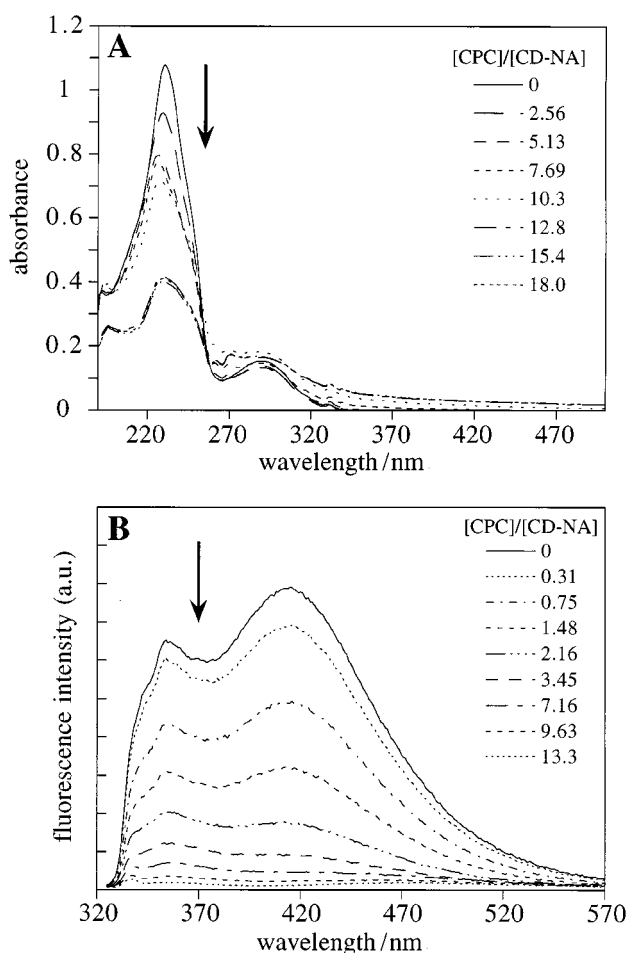 A
[CPC]/[CD-NA]
0
2.56
5.13
7.69
10.3
12.8
15.4
18.0
1.2
1
0.8
0.6
0.4
0.2
0
absorbance
220 270 320 370 420 470
wavelength /nm
B
[CPC]/[CD-NA]
0
0.31
0.75
1.48
2.16
3.45
7.16
9.63
13.3
fluorescence intensity (a.u.)
320 370 420 470 520 570
wavelength /nm